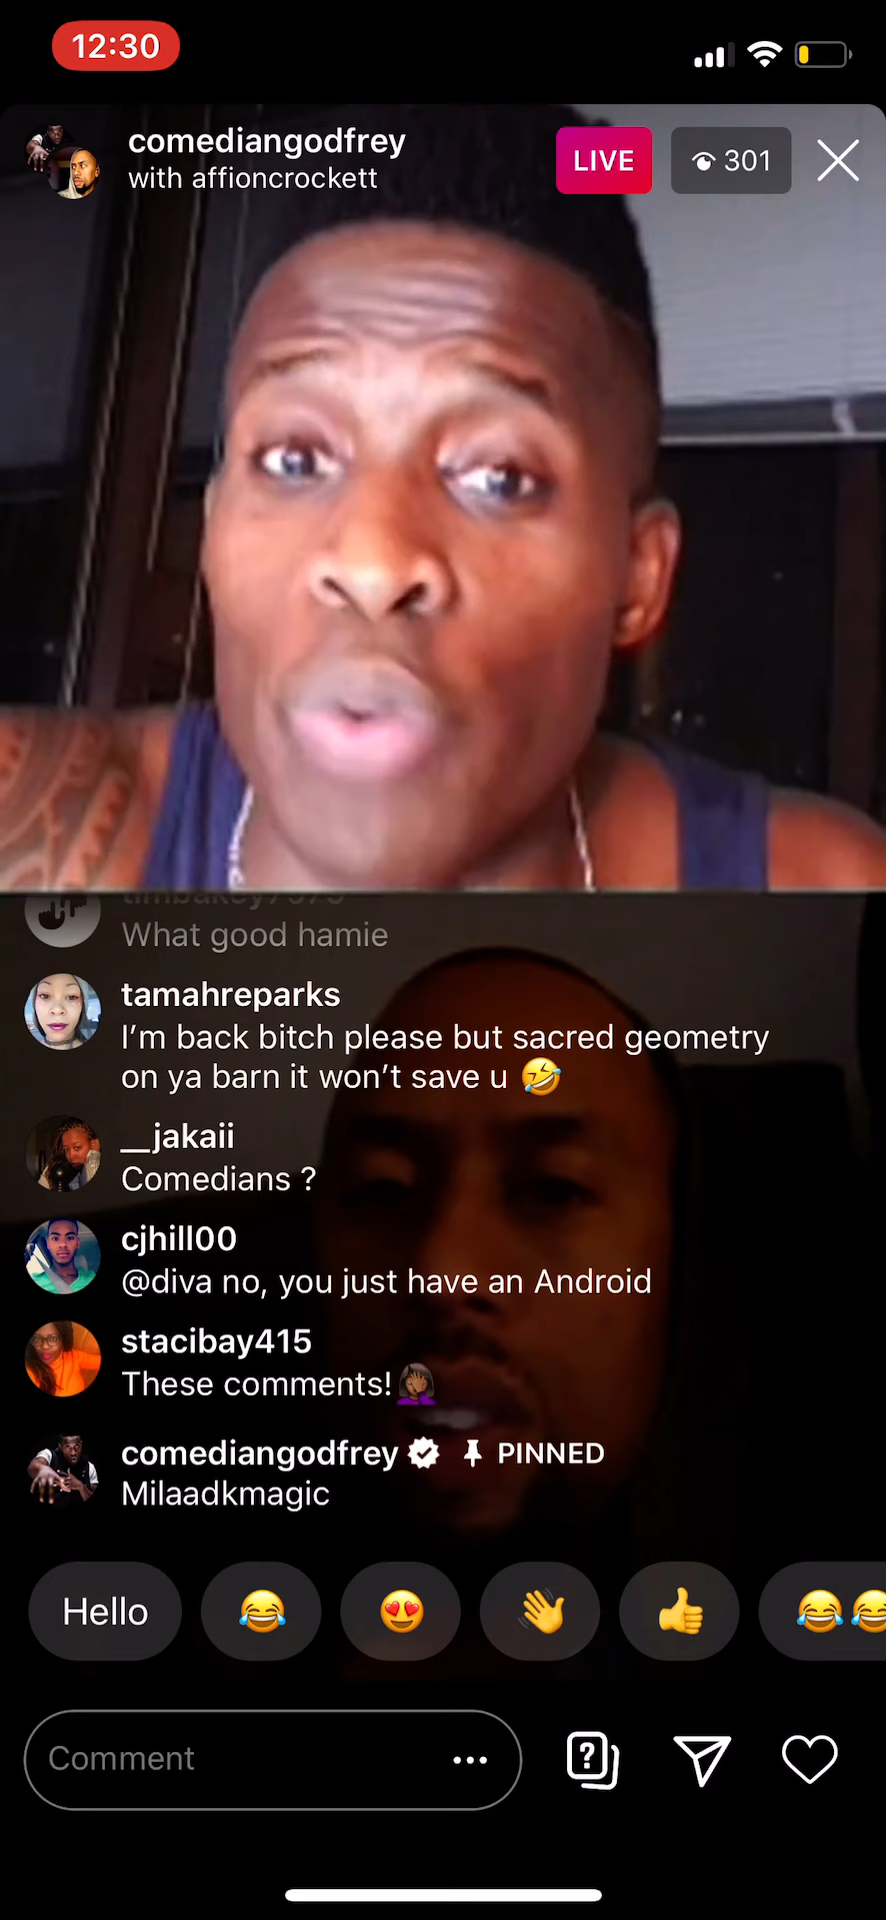 12:30
comediangodfrey
with affioncrockett
LIVE
301
What good hamie
tamahreparks
I'm back bitch please but sacred geometry
on ya barn it won't save u 🤣
__jakaii
Comedians ?
cjhill00
@diva no, you just have an Android
stacibay415
These comments!🤦🏾‍♀️
comediangodfrey PINNED
Milaadkmagic
Hello 😂 😍 👋 👍 😂😂
Comment